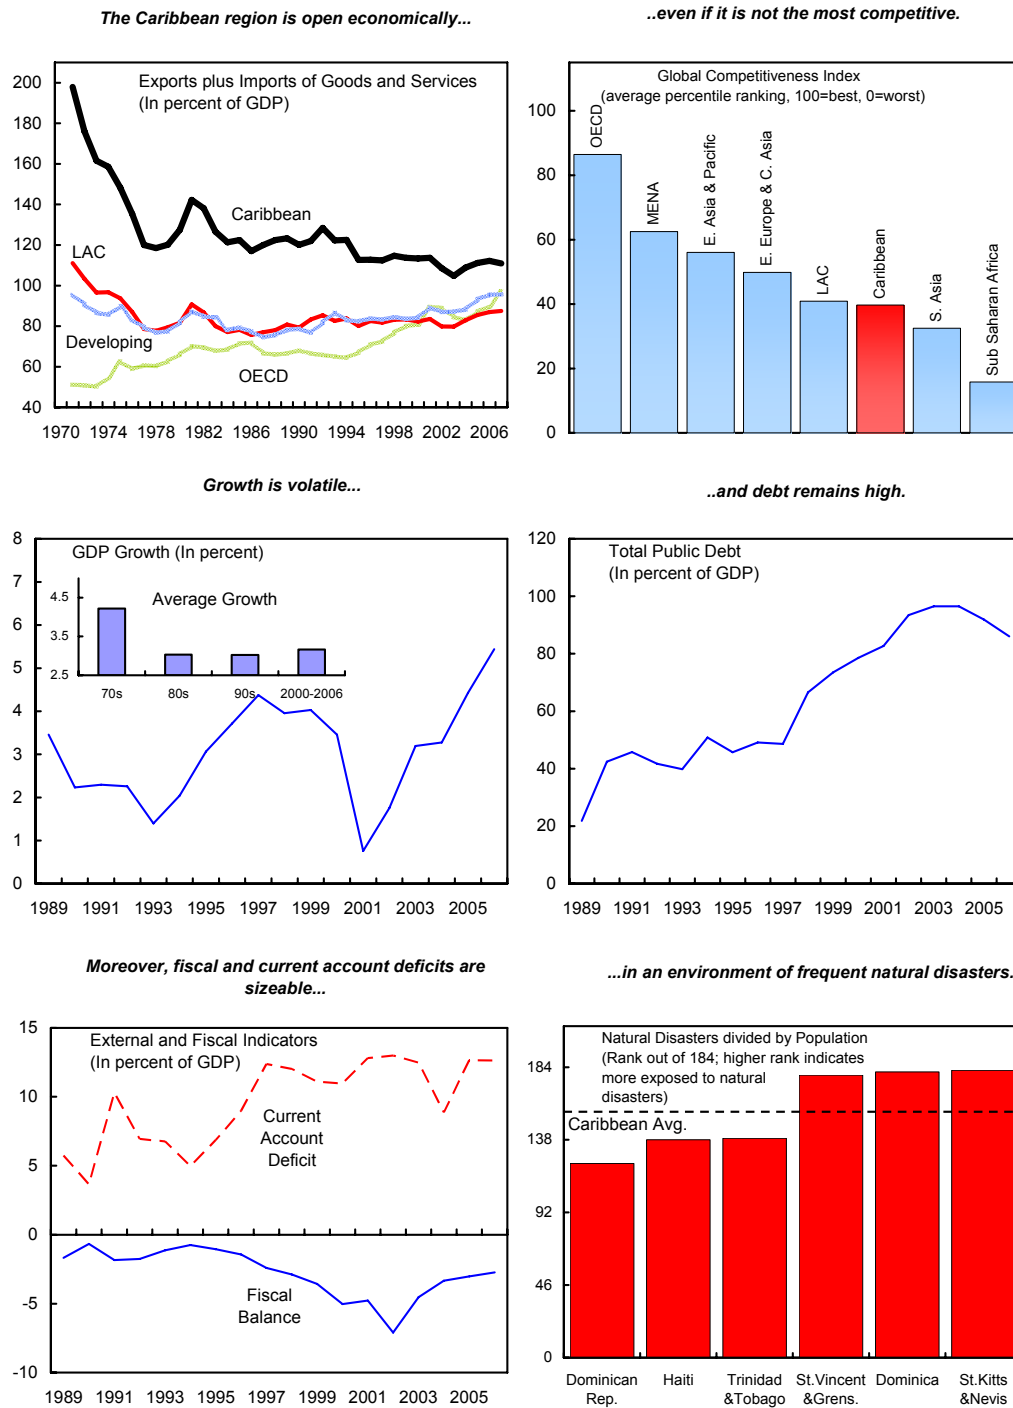 The Caribbean region is open economically...
..even if it is not the most competitive.
Exports plus Imports of Goods and Services
(In percent of GDP)
200
180
160
140
120
100
80
60
40
Caribbean
LAC
Developing
OECD
1970 1974 1978 1982 1986 1990 1994 1998 2002 2006
Global Competitiveness Index
(average percentile ranking, 100=best, 0=worst)
100
80
60
40
20
0
OECD
MENA
E. Asia & Pacific
E. Europe & C. Asia
LAC
Caribbean
S. Asia
Sub Saharan Africa
Growth is volatile...
..and debt remains high.
GDP Growth (In percent)
8
7
6
5
4
3
2
1
0
Average Growth
4.5
3.5
2.5
70s 80s 90s 2000-2006
1989 1991 1993 1995 1997 1999 2001 2003 2005
Total Public Debt
(In percent of GDP)
120
100
80
60
40
20
0
1989 1991 1993 1995 1997 1999 2001 2003 2005
Moreover, fiscal and current account deficits are
sizeable...
...in an environment of frequent natural disasters.
External and Fiscal Indicators
(In percent of GDP)
15
10
5
0
-5
-10
Current
Account
Deficit
Fiscal
Balance
1989 1991 1993 1995 1997 1999 2001 2003 2005
Natural Disasters divided by Population
(Rank out of 184; higher rank indicates
more exposed to natural
disasters)
Caribbean Avg.
184
138
92
46
0
Dominican Haiti Trinidad St.Vincent Dominica St.Kitts
Rep. &Tobago &Grens. &Nevis